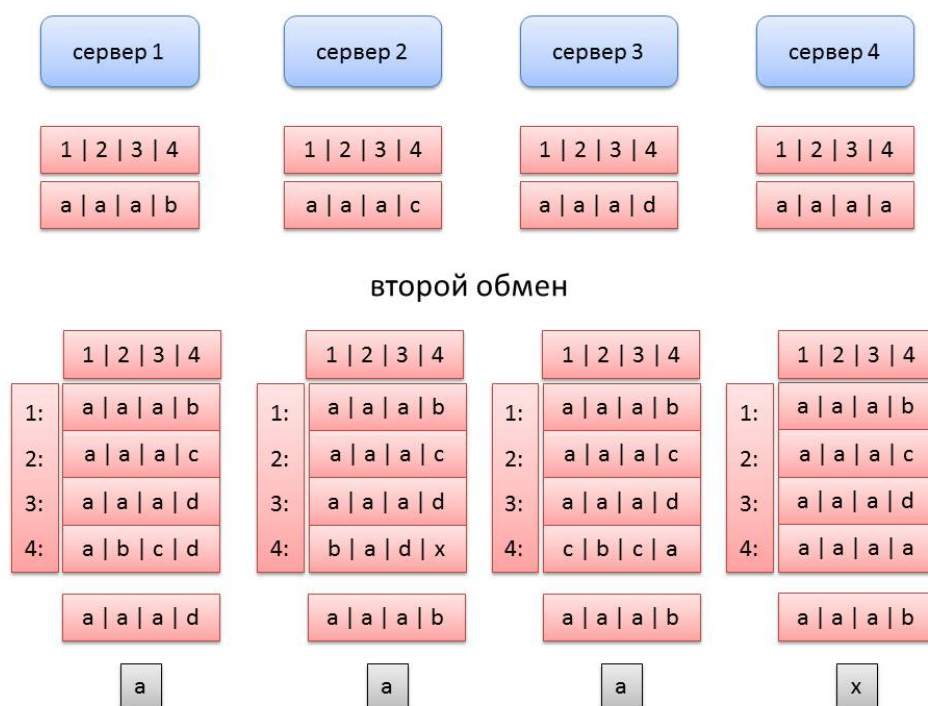 сервер 1 сервер 2 сервер 3 сервер 4
1 | 2 | 3 | 4 1 | 2 | 3 | 4 1 | 2 | 3 | 4 1 | 2 | 3 | 4
a | a | a | b a | a | a | c a | a | a | d a | a | a | a
второй обмен
1 | 2 | 3 | 4 1 | 2 | 3 | 4 1 | 2 | 3 | 4 1 | 2 | 3 | 4
1: a | a | a | b 1: a | a | a | b 1: a | a | a | b 1: a | a | a | b
2: a | a | a | c 2: a | a | a | c 2: a | a | a | c 2: a | a | a | c
3: a | a | a | d 3: a | a | a | d 3: a | a | a | d 3: a | a | a | d
4: a | b | c | d 4: b | a | d | x 4: c | b | c | a 4: a | a | a | a
a | a | a | d a | a | a | b a | a | a | b a | a | a | b
a a a x